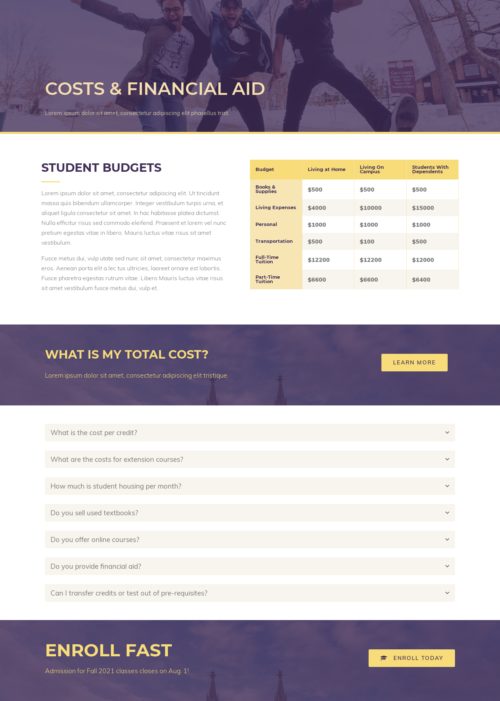 COSTS & FINANCIAL AID
Lorem ipsum dolor sit amet, consectetur adipiscing elit phasellus trist.
STUDENT BUDGETS
Lorem ipsum dolor sit amet, consectetur adipiscing elit. Ut tincidunt
magna quis bibendum ullamcorper. Integer vestibulum turpis urna, et
aliquet ligula consectetur sit amet. In hac habitasse platea dictumst.
Nulla efficitur risus sed commodo eleifend. Praesent et lorem vel nunc
pharetra vitae in libero. Mauris luctus vitae risus sit amet
vestibulum.
Fusce metus dui, vulp utate sed nunc sit amet, consectetur maximus
eros. Aenean porta elit a lec tus ultricies, laoreet ornare est lobortis.
Fusce pharetra egestas rutrum vitae. Libero Mauris luctus vitae risus
sit amet vestibulum fusce metus dui, vulp et.
Budget Living at Home Living On Campus Students With Dependents
Books & Supplies $500 $500 $500
Living Expenses $4000 $10000 $15000
Personal $1000 $1000 $1000
Transportation $500 $100 $500
Full-Time Tuition $12200 $12200 $12000
Part-Time Tuition $6600 $6600 $6400
WHAT IS MY TOTAL COST?
Lorem ipsum dolor sit amet, consectetur adipiscing elit tristique.
LEARN MORE
What is the cost per credit?
What are the costs for extension courses?
How much is student housing per month?
Do you sell used textbooks?
Do you offer online courses?
Do you provide financial aid?
Can I transfer credits or test out of pre-requisites?
ENROLL FAST
Admission for Fall 2021 classes closes on Aug. 1!
ENROLL TODAY